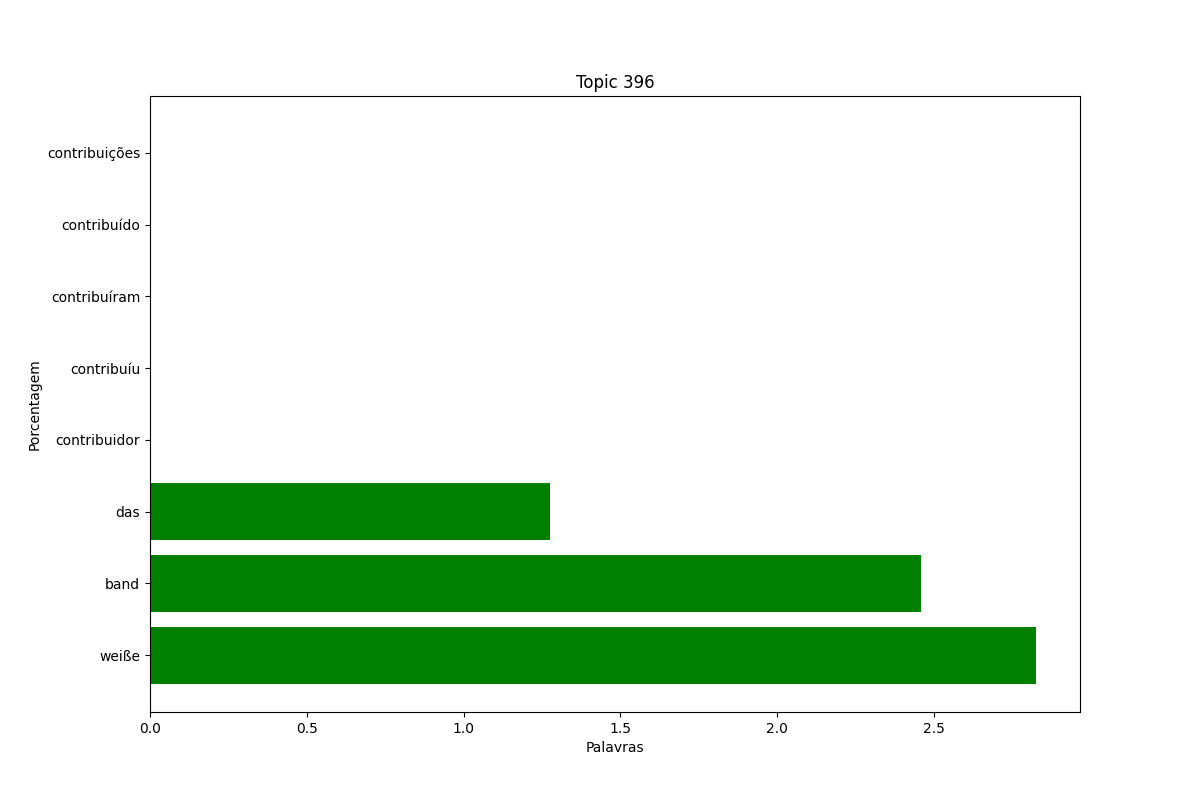 Topic 396
contribuições
contribuído
contribuíram
contribuíu
contribuidor
das
band
weiße
Porcentagem
0.0 0.5 1.0 1.5 2.0 2.5
Palavras